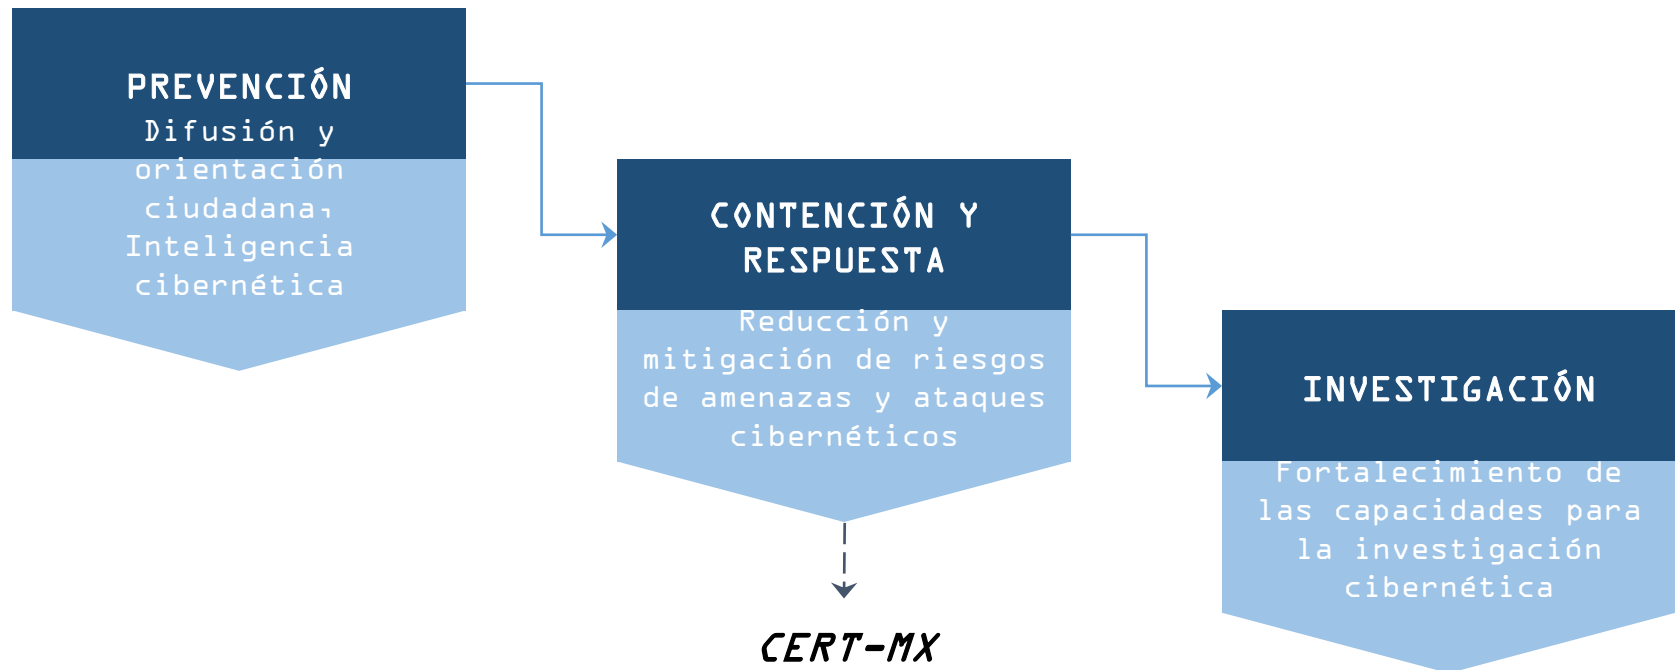 PREVENCIÓN
Difusión y
orientación
ciudadana,
Inteligencia
cibernética
CONTENCIÓN Y
RESPUESTA
Reducción y
mitigación de riesgos
de amenazas y ataques
cibernéticos
CERT-MX
INVESTIGACIÓN
Fortalecimiento de
las capacidades para
la investigación
cibernética